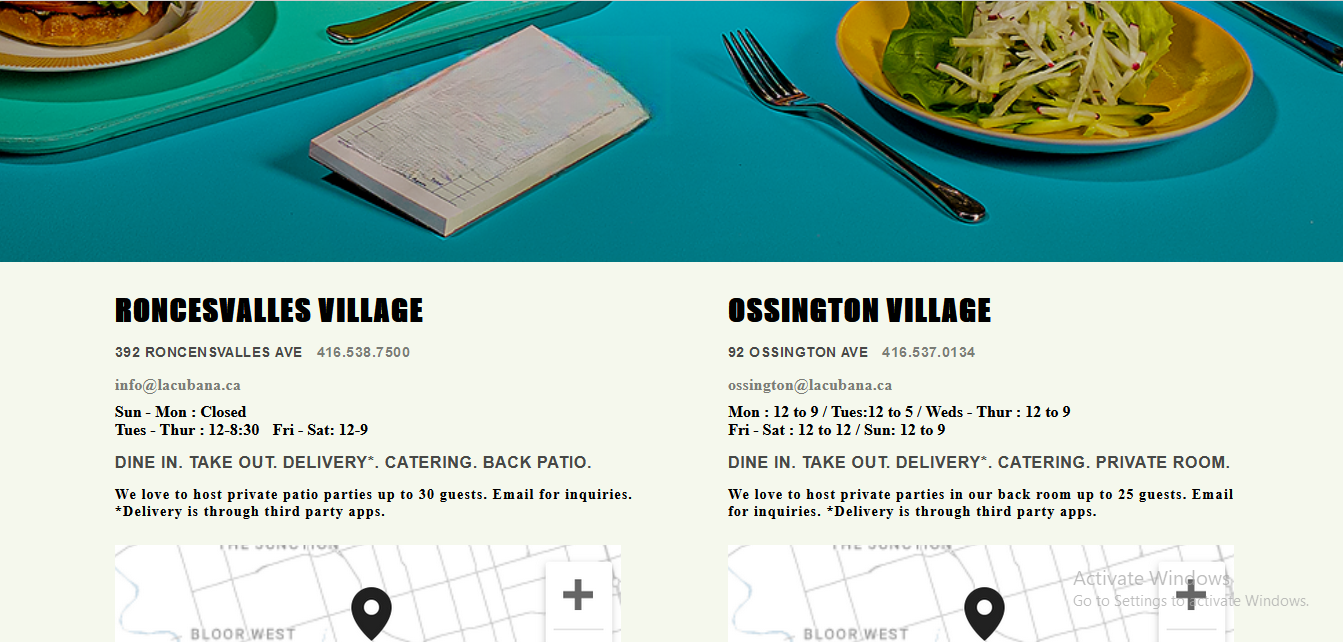 RONCESVALLES VILLAGE
392 RONCENSVALLES AVE 416.538.7500
info@lacubana.ca
Sun - Mon : Closed
Tues - Thur : 12-8:30 Fri - Sat: 12-9
DINE IN. TAKE OUT. DELIVERY*. CATERING. BACK PATIO.
We love to host private patio parties up to 30 guests. Email for inquiries.
*Delivery is through third party apps.
THE JUNCTION
BLOOR WEST
OSSINGTON VILLAGE
92 OSSINGTON AVE 416.537.0134
ossington@lacubana.ca
Mon : 12 to 9 / Tues:12 to 5 / Weds - Thur : 12 to 9
Fri - Sat : 12 to 12 / Sun: 12 to 9
DINE IN. TAKE OUT. DELIVERY*. CATERING. PRIVATE ROOM.
We love to host private parties in our back room up to 25 guests. Email
for inquiries. *Delivery is through third party apps.
THE JUNCTION
BLOOR WEST
Activate Windows
Go to Settings to activate Windows.